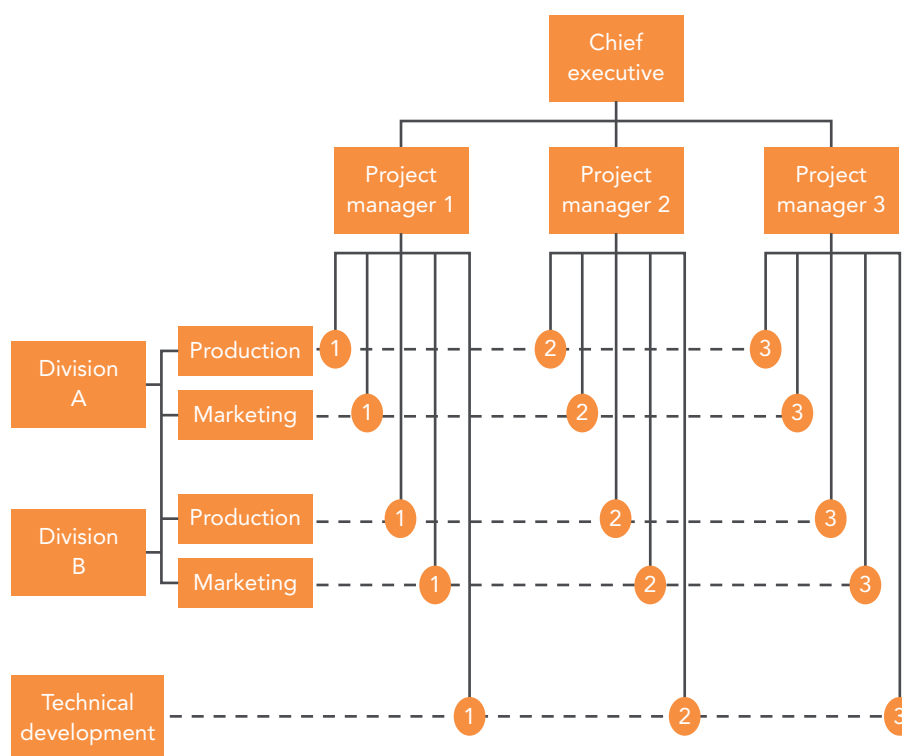 Chief
executive
Project
manager 1
Project
manager 2
Project
manager 3
Division
A
Production
1
2
3
Marketing
1
2
3
Division
B
Production
1
2
3
Marketing
1
2
3
Technical
development
1
2
3